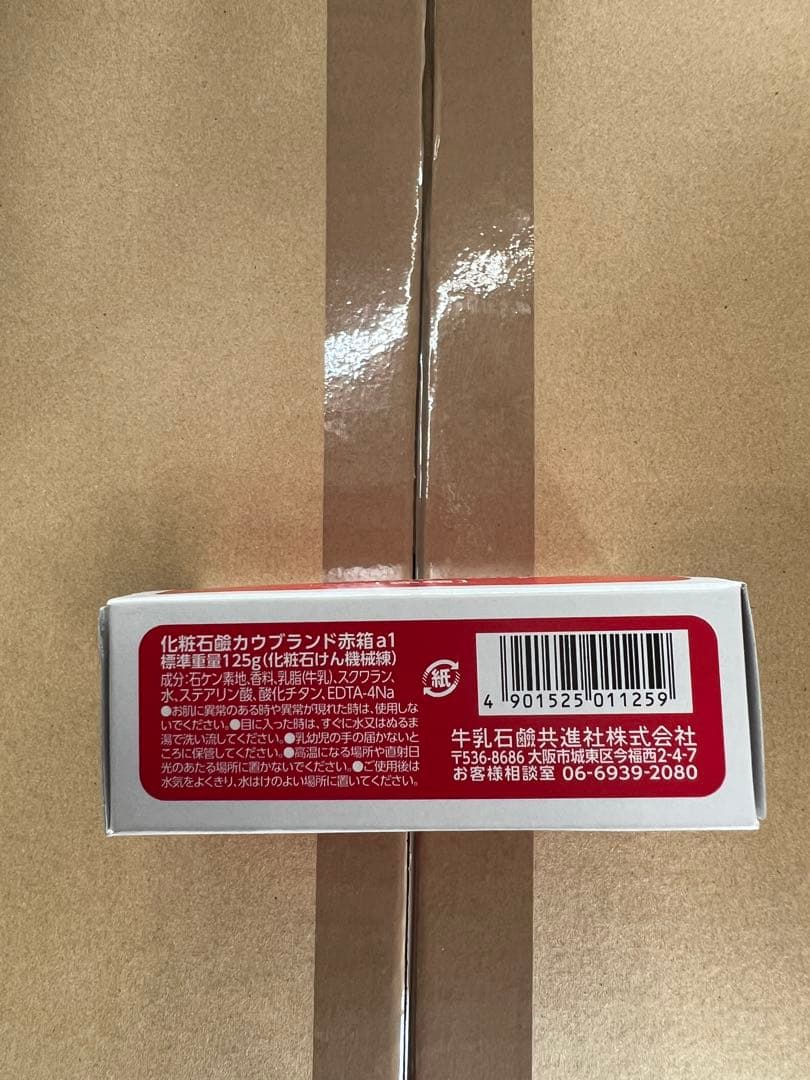 化粧石鹼カウブランド赤箱a1
標準重量125g(化粧石けん機械練)
成分:石ケン素地、香料、乳脂(牛乳)、スクワラン、
水、ステアリン酸、酸化チタン、EDTA-4Na
●お肌に異常のある時や異常が現れた時は、使用しな
いでください。●目に入った時は、すぐに水又はぬるま
湯で洗い流してください。●乳幼児の手の届かないと
ころに保管してください。●高温になる場所や直射日
光のあたる場所に置かないでください。●ご使用後は
水気をよくきり、水はけのよい場所に置いてください。
紙
4 901525 011259
牛乳石鹼共進社株式会社
〒536-8686 大阪市城東区今福西2-4-7
お客様相談室 06-6939-2080